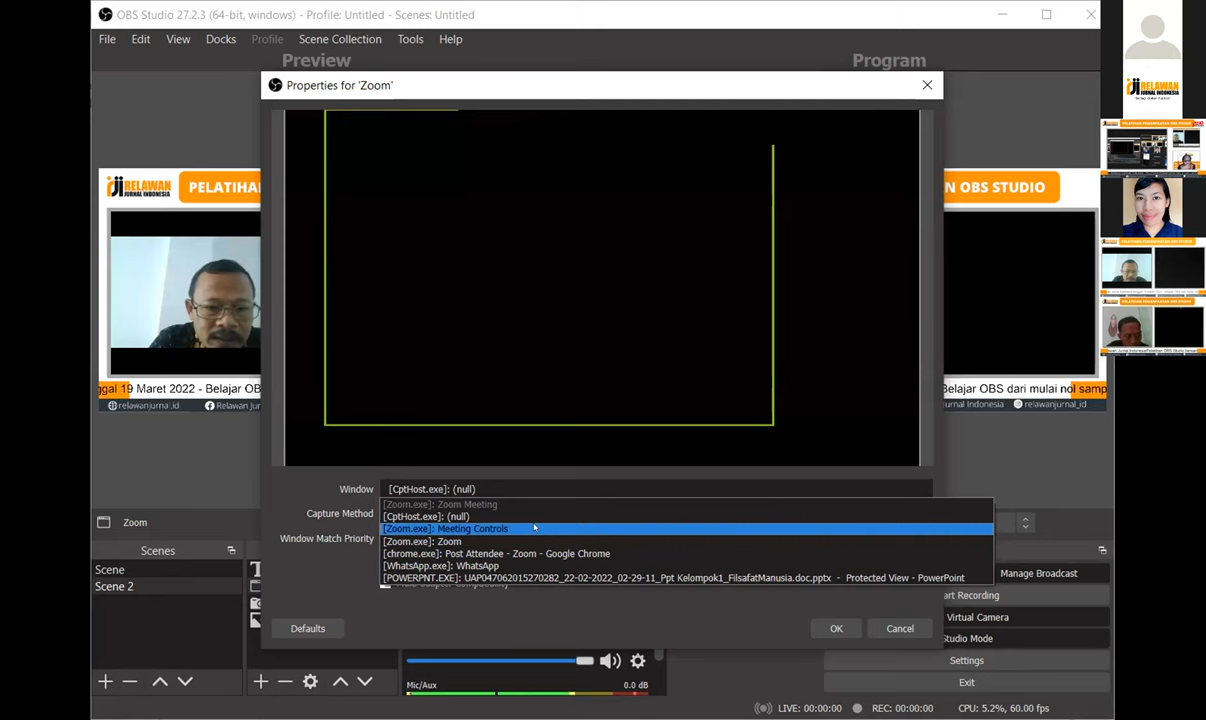 OBS Studio 27.2.3 (64-bit, windows) - Profile: Untitled - Scenes: Untitled
File Edit View Docks Profile Scene Collection Tools Help
Preview
Program
Properties for 'Zoom'
RELAWAN
JURNAL INDONESIA
PELATIHA
N OBS STUDIO
ggal 19 Maret 2022 - Belajar OB
Belajar OBS dari mulai nol samp
relawanjurnal.id
Relawan Jur
urnal Indonesia
relawanjurnal_id
Window
[CptHost.exe]: (null)
Capture Method
Window Match Priority
[Zoom.exe]: Zoom Meeting
[CptHost.exe]: (null)
[Zoom.exe]: Meeting Controls
[Zoom.exe]: Zoom
[chrome.exe]: Post Attendee - Zoom - Google Chrome
[WhatsApp.exe]: WhatsApp
[POWERPNT.EXE]: UAP047062015270282_22-02-2022_02-29-11_Ppt Kelompok1_FilsafatManusia.doc.pptx - Protected View - PowerPoint
Defaults
OK
Cancel
Zoom
Scenes
Scene
Scene 2
Manage Broadcast
art Recording
Virtual Camera
Studio Mode
Settings
Exit
Mic/Aux
0.0 dB
LIVE: 00:00:00
REC: 00:00:00
CPU: 5.2%, 60.00 fps
RELAWAN
JURNAL INDONESIA